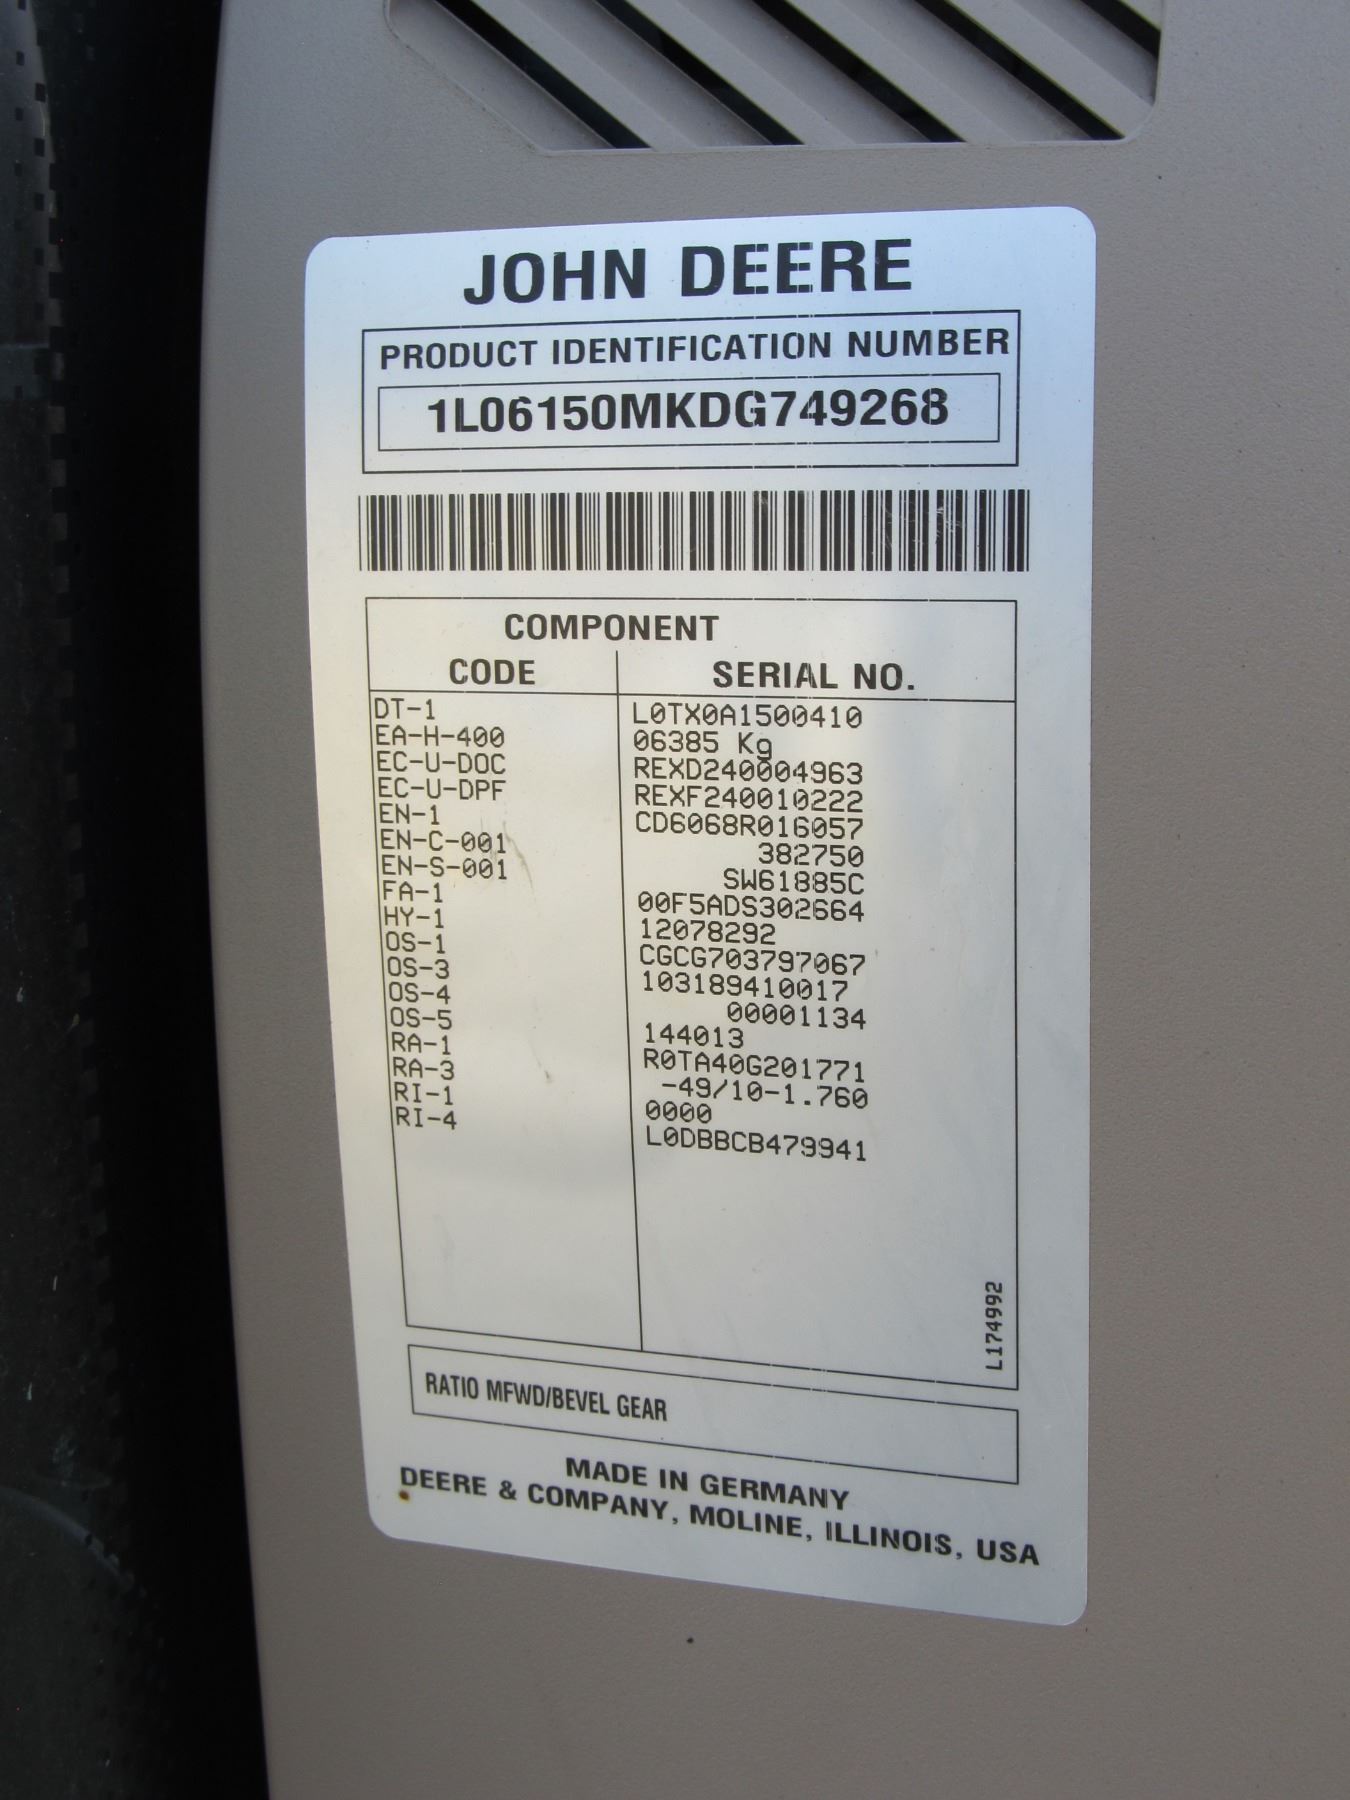 JOHN DEERE
PRODUCT IDENTIFICATION NUMBER
1L06150MKDG749268
COMPONENT
CODE SERIAL NO.
DT-1 L0TX0A1500410
EA-H-400 06385 Kg
EC-U-DOC REXD240004963
EC-U-DPF REXF240010222
EN-1 CD6068R016057
EN-C-001 382750
EN-S-001 SW61885C
FA-1 00F5ADS302664
HY-1 12078292
OS-1 CGCG703797067
OS-3 103189410017
OS-4 00001134
OS-5 144013
RA-1 R0TA40G201771
RA-3 -49/10-1.760
RI-1 0000
RI-4 L0DBBCB479941
L174992
RATIO MFWD/BEVEL GEAR
MADE IN GERMANY
DEERE & COMPANY, MOLINE, ILLINOIS, USA